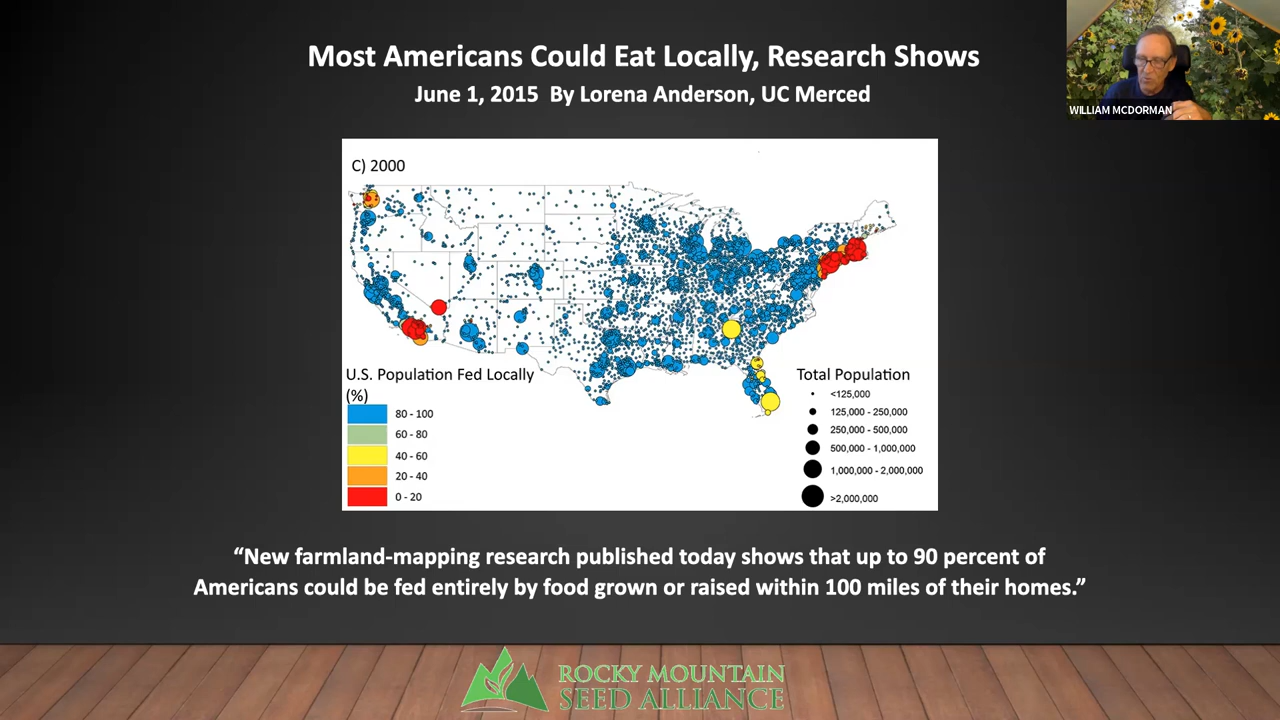 Most Americans Could Eat Locally, Research Shows
June 1, 2015 By Lorena Anderson, UC Merced
WILLIAM MCDORMAN
C) 2000
U.S. Population Fed Locally
(%)
80 - 100
60 - 80
40 - 60
20 - 40
0 - 20
Total Population
<125,000
125,000 - 250,000
250,000 - 500,000
500,000 - 1,000,000
1,000,000 - 2,000,000
>2,000,000
“New farmland-mapping research published today shows that up to 90 percent of
Americans could be fed entirely by food grown or raised within 100 miles of their homes.”
ROCKY MOUNTAIN
SEED ALLIANCE